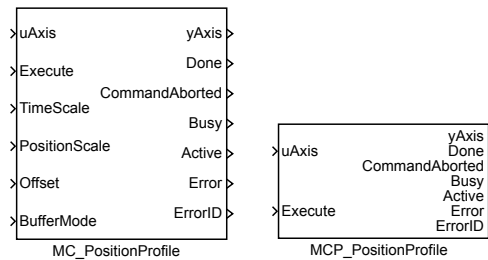 uAxis
Execute
TimeScale
PositionScale
Offset
BufferMode
yAxis
Done
CommandAborted
Busy
Active
Error
ErrorID
MC_PositionProfile
uAxis
Execute
yAxis
Done
CommandAborted
Busy
Active
Error
ErrorID
MCP_PositionProfile